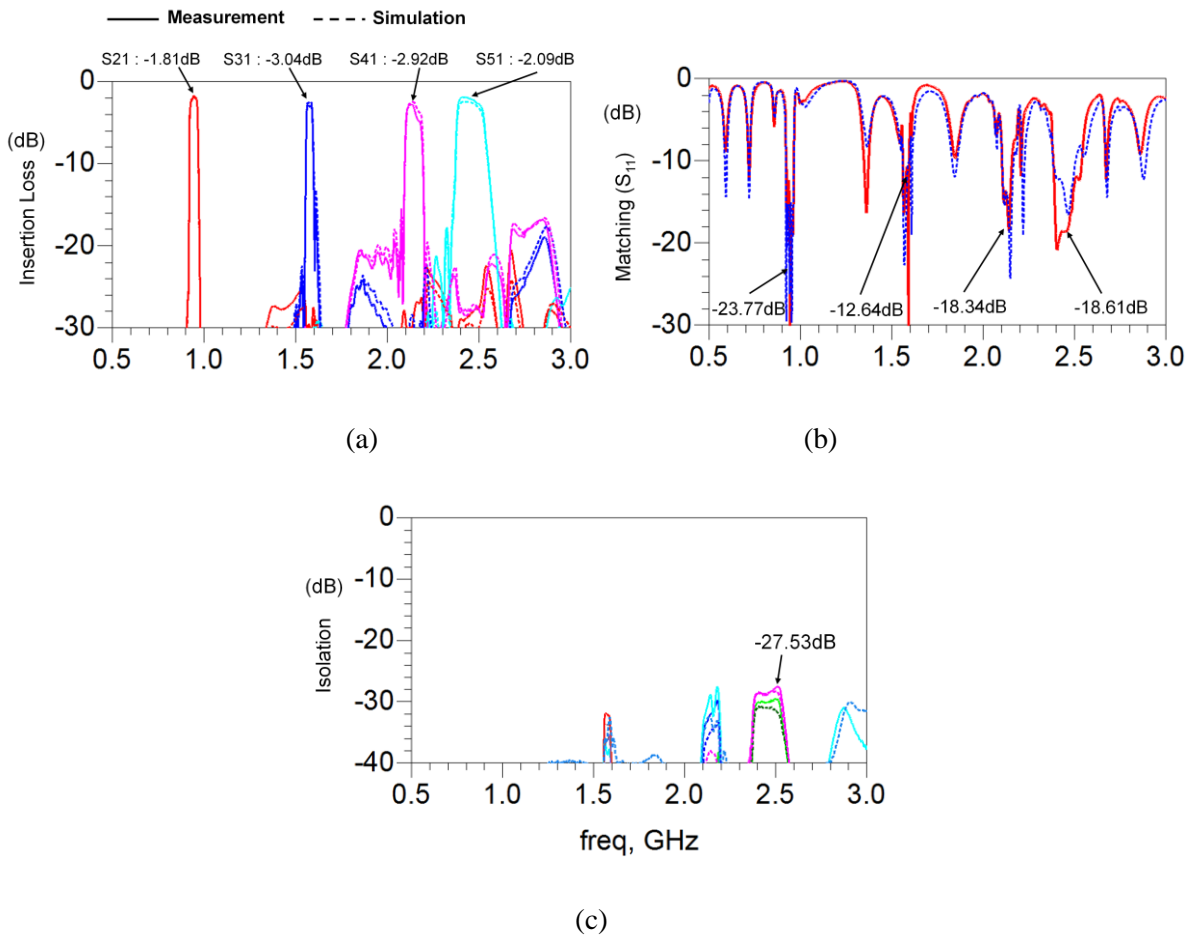 Measurement Simulation
S21 : -1.81dB S31 : -3.04dB S41 : -2.92dB S51 : -2.09dB
0
-10
-20
-30
(dB)
Insertion Loss
0.5 1.0 1.5 2.0 2.5 3.0
(a)
0
-10
-20
-30
(dB)
Matching (S11)
-23.77dB -12.64dB -18.34dB -18.61dB
0.5 1.0 1.5 2.0 2.5 3.0
(b)
0
-10
-20
-30
-40
(dB)
Isolation
-27.53dB
0.5 1.0 1.5 2.0 2.5 3.0
freq, GHz
(c)